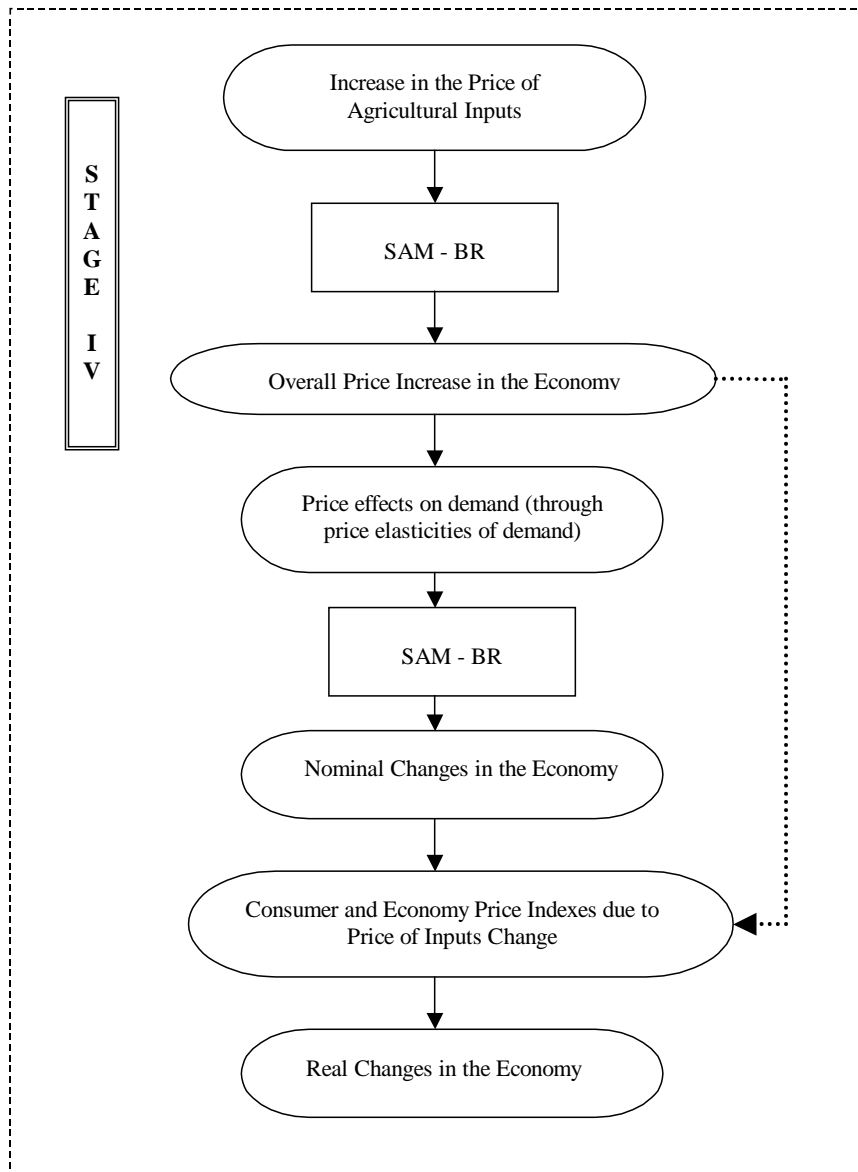 Increase in the Price of
Agricultural Inputs
STAGE IV
SAM - BR
Overall Price Increase in the Economy
Price effects on demand (through
price elasticities of demand)
SAM - BR
Nominal Changes in the Economy
Consumer and Economy Price Indexes due to
Price of Inputs Change
Real Changes in the Economy